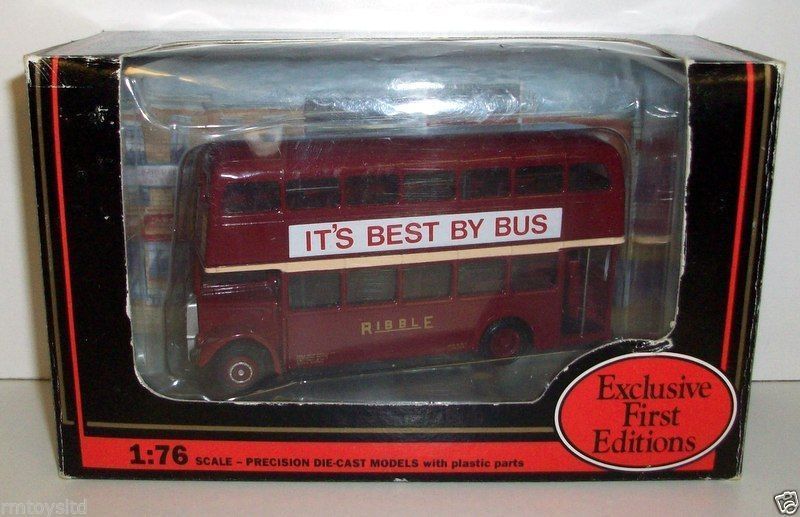 IT'S BEST BY BUS
RIBBLE
Exclusive
First
Editions
1:76 SCALE – PRECISION DIE-CAST MODELS with plastic parts
rmtoysltd